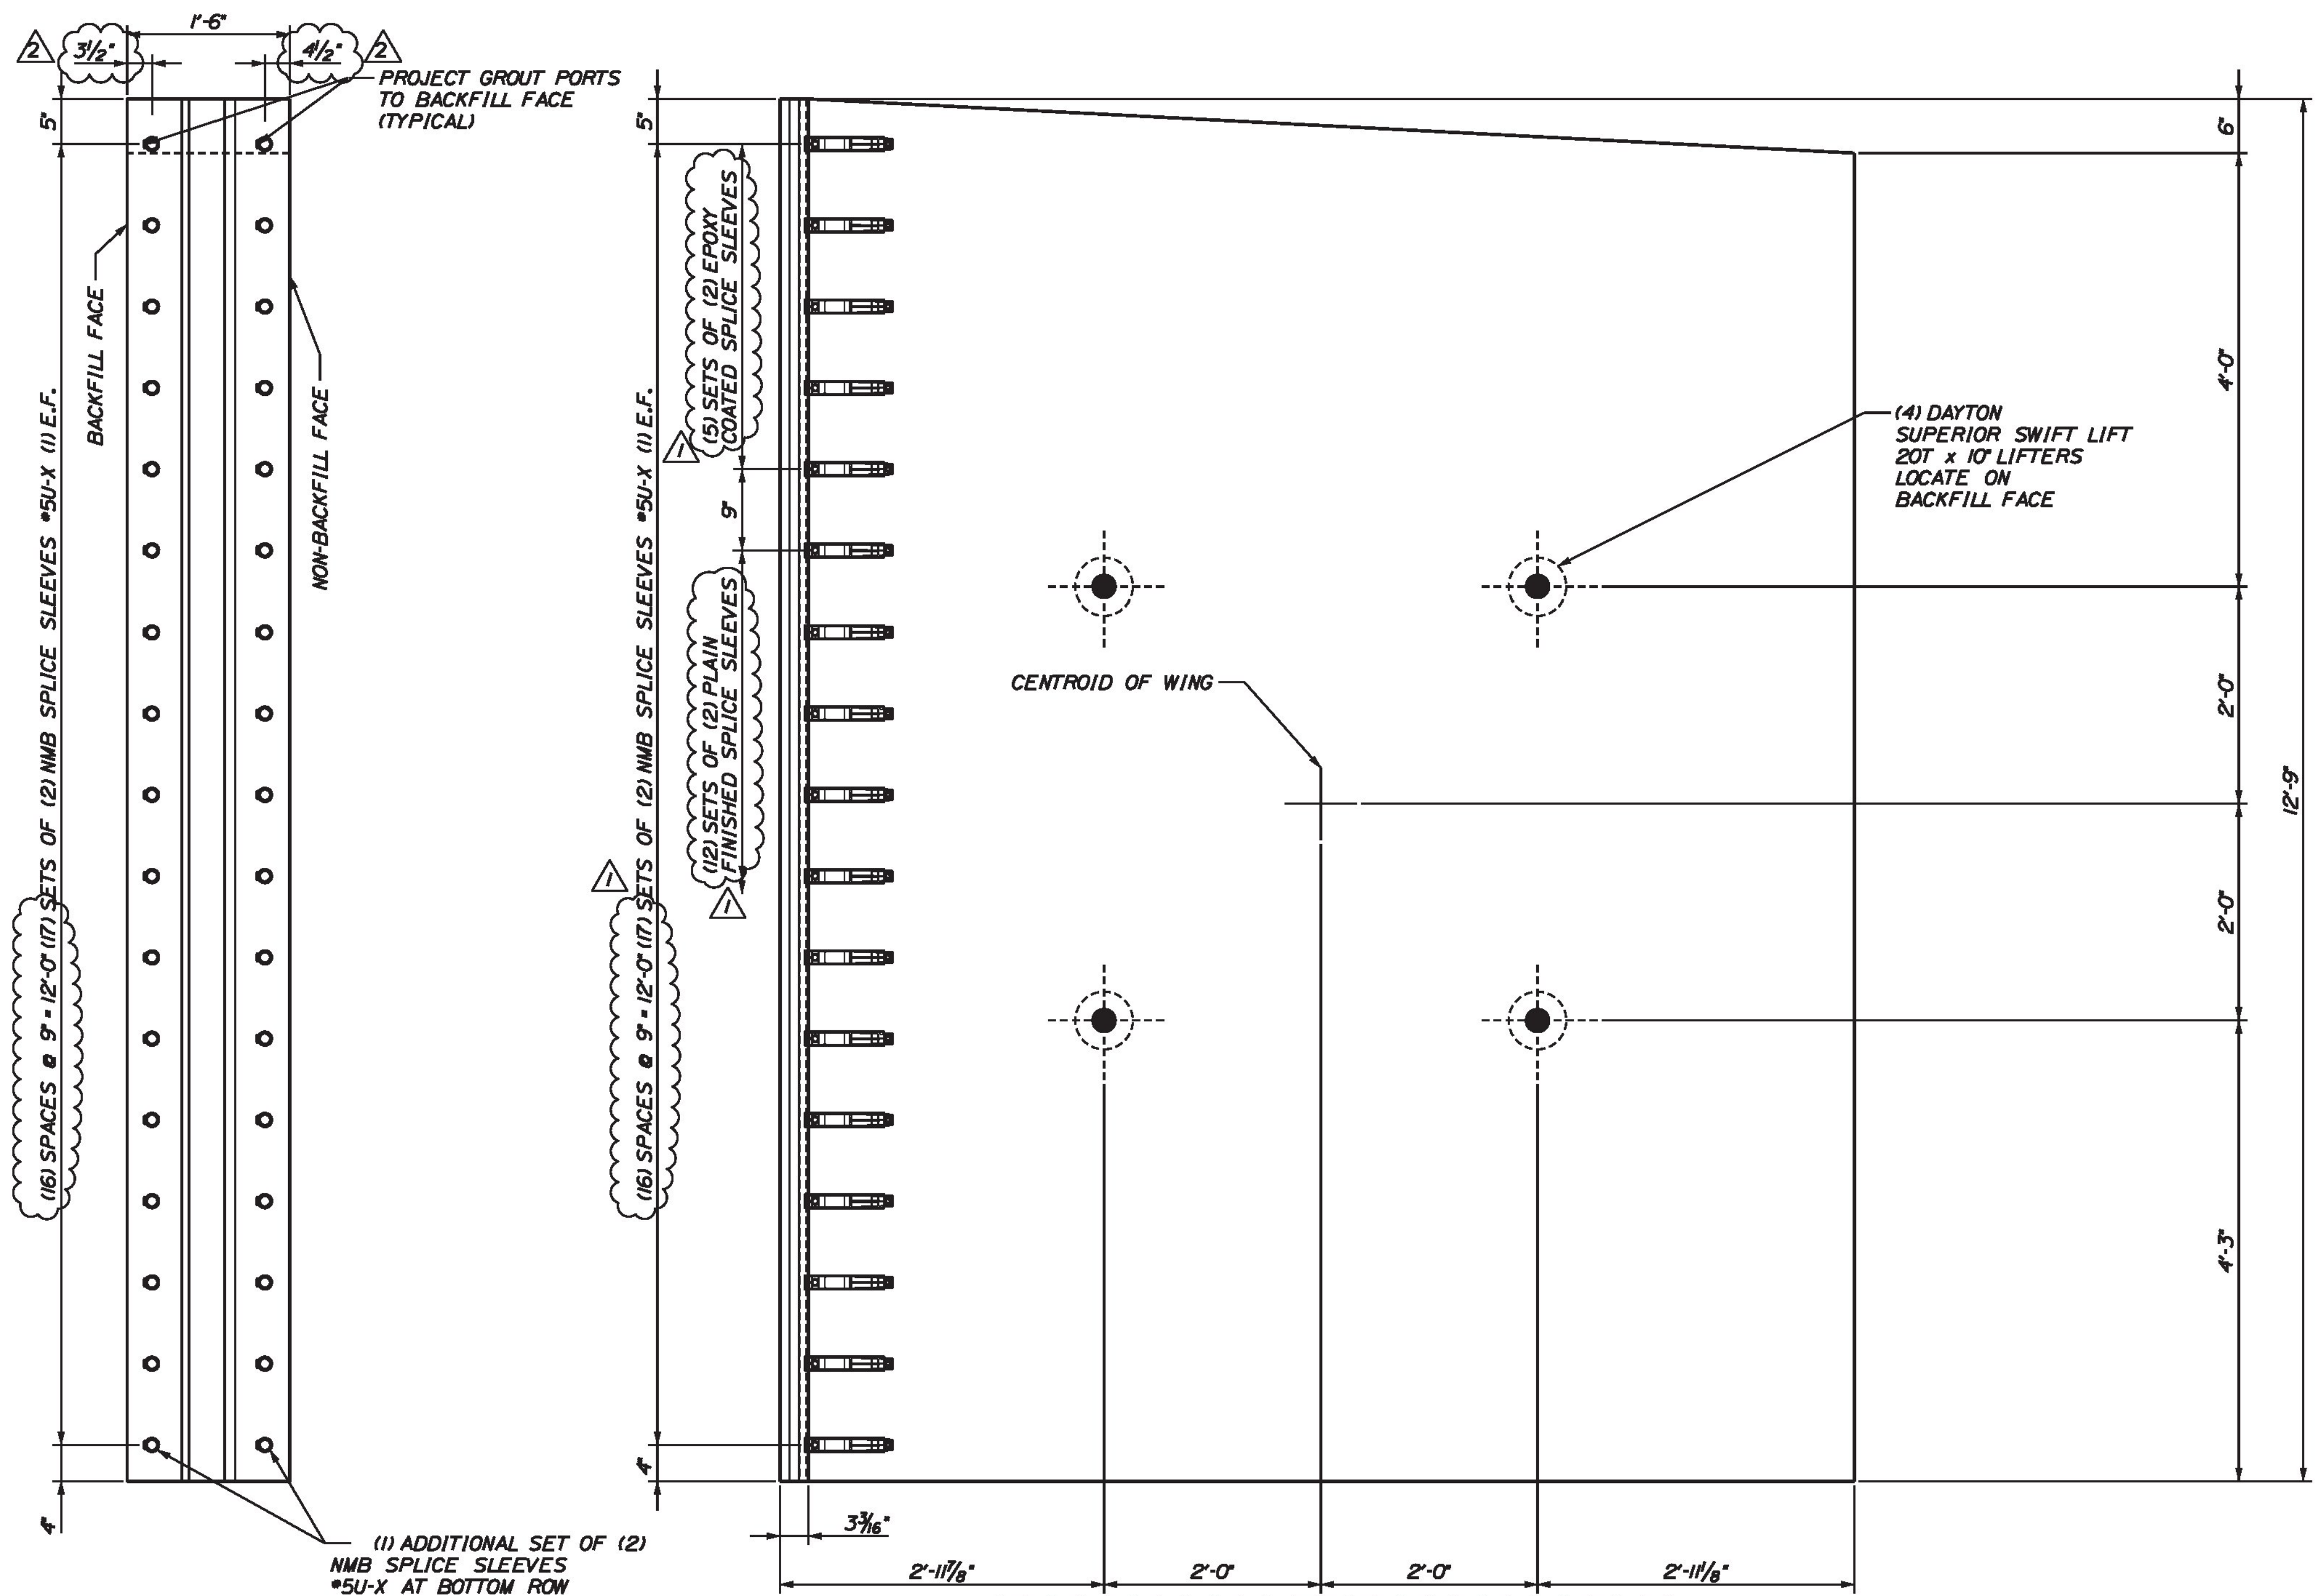 1'-6"
2
3½"
4½"
2
PROJECT GROUT PORTS
TO BACKFILL FACE
(TYPICAL)
5"
BACKFILL FACE
NON-BACKFILL FACE
(16) SPACES @ 9" = 12'-0" (17) SETS OF (2) NMB SPLICE SLEEVES #5U-X (1) E.F.
4"
(1) ADDITIONAL SET OF (2)
NMB SPLICE SLEEVES
#5U-X AT BOTTOM ROW
5"
(16) SPACES @ 9" = 12'-0" (17) SETS OF (2) NMB SPLICE SLEEVES #5U-X (1) E.F.
1
4"
(5) SETS OF (2) EPOXY
COATED SPLICE SLEEVES
1
9"
(12) SETS OF (2) PLAIN
FINISHED SPLICE SLEEVES
1
CENTROID OF WING
(4) DAYTON
SUPERIOR SWIFT LIFT
20T x 10" LIFTERS
LOCATE ON
BACKFILL FACE
6"
4'-0"
2'-0"
2'-0"
4'-3"
12'-9"
3 3/16"
2'-11⅞"
2'-0"
2'-0"
2'-11⅛"